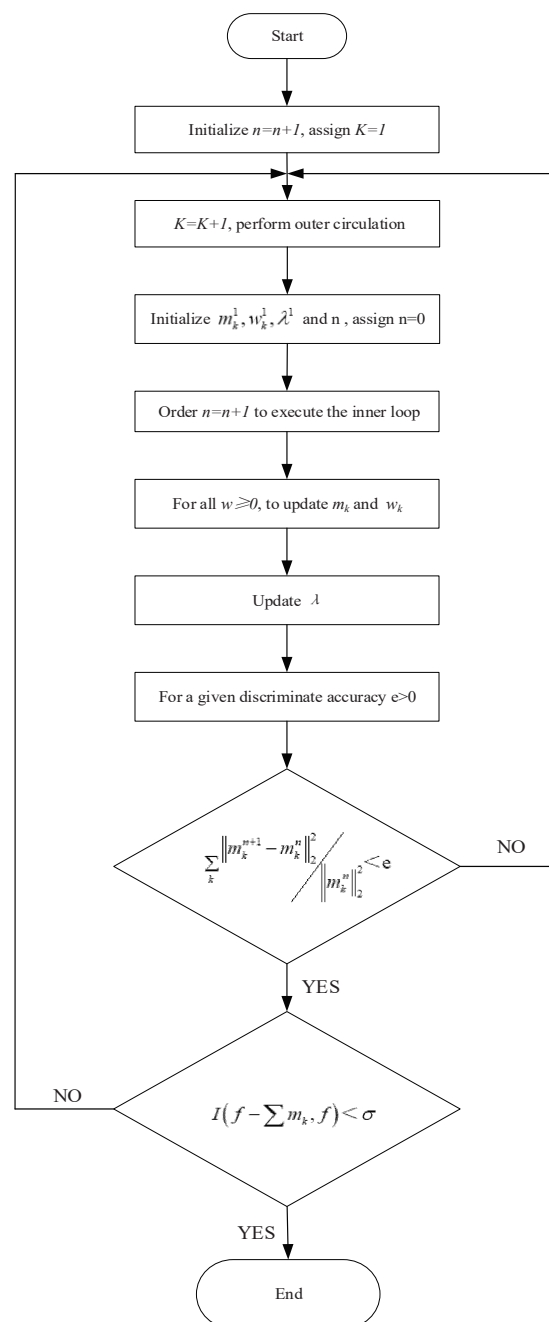 Start
Initialize n=n+1, assign K=1
K=K+1, perform outer circulation
Initialize m_k^1, w_k^1, λ^1 and n , assign n=0
Order n=n+1 to execute the inner loop
For all w≥0, to update m_k and w_k
Update λ
For a given discriminate accuracy e>0
∑_k ‖m_k^{n+1} − m_k^n‖_2^2 / ‖m_k^n‖_2^2 < e
NO
YES
NO
I(f − ∑ m_k, f) < σ
YES
End